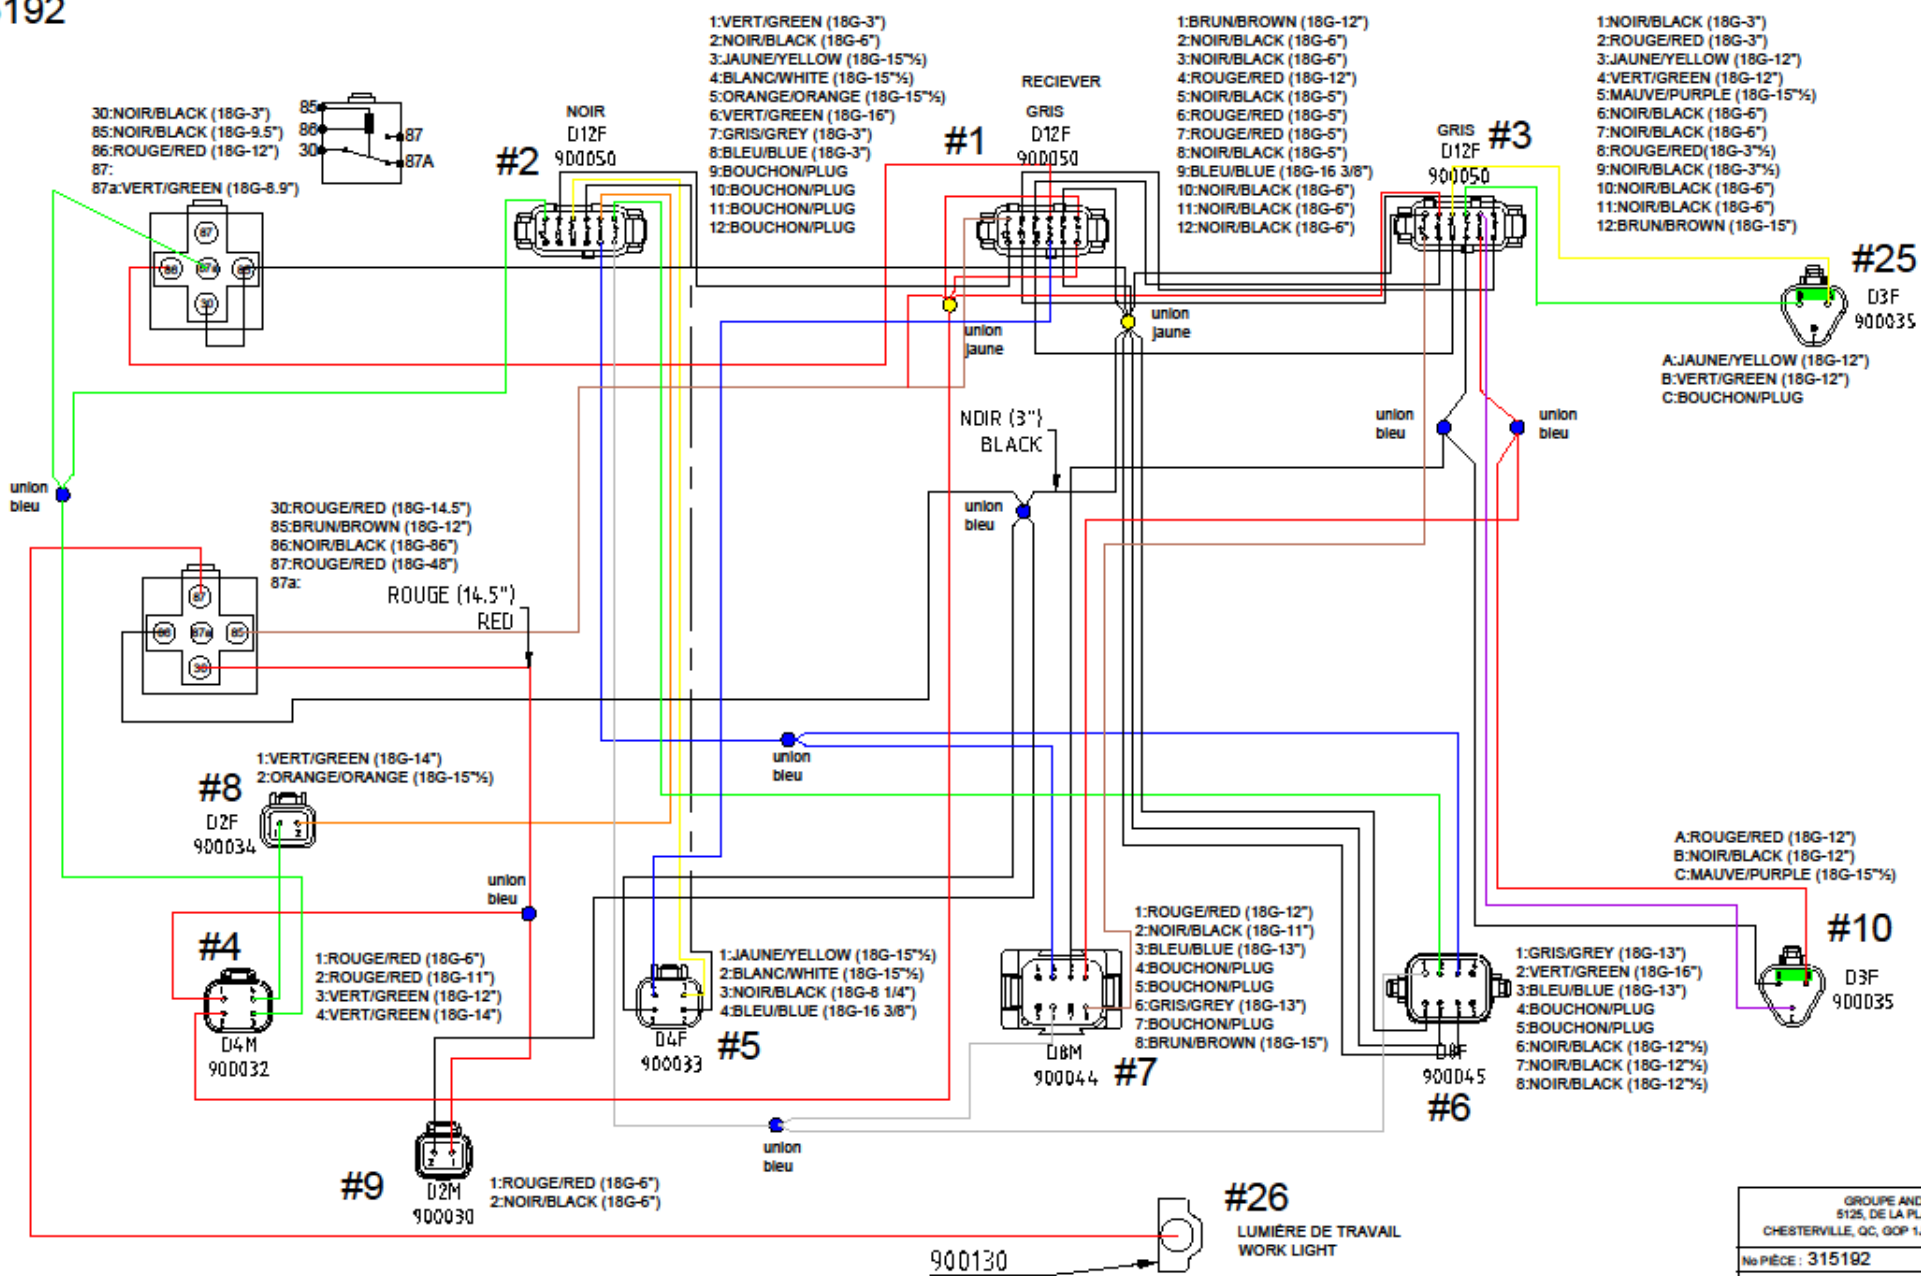 192
30:NOIR/BLACK (18G-3")
85:NOIR/BLACK (18G-9.5")
86:ROUGE/RED (18G-12")
87:
87a:VERT/GREEN (18G-8.9")
85
86
30
87
87A
87
86
87a
85
30
#2
NOIR
D12F
900050
1:VERT/GREEN (18G-3")
2:NOIR/BLACK (18G-6")
3:JAUNE/YELLOW (18G-15"½)
4:BLANC/WHITE (18G-15"½)
5:ORANGE/ORANGE (18G-15"½)
6:VERT/GREEN (18G-16")
7:GRIS/GREY (18G-3")
8:BLEU/BLUE (18G-3")
9:BOUCHON/PLUG
10:BOUCHON/PLUG
11:BOUCHON/PLUG
12:BOUCHON/PLUG
RECIEVER
#1
GRIS
D12F
900050
1:BRUN/BROWN (18G-12")
2:NOIR/BLACK (18G-6")
3:NOIR/BLACK (18G-6")
4:ROUGE/RED (18G-12")
5:NOIR/BLACK (18G-5")
6:ROUGE/RED (18G-5")
7:ROUGE/RED (18G-5")
8:NOIR/BLACK (18G-5")
9:BLEU/BLUE (18G-16 3/8")
10:NOIR/BLACK (18G-6")
11:NOIR/BLACK (18G-6")
12:NOIR/BLACK (18G-6")
GRIS
#3
D12F
900050
1:NOIR/BLACK (18G-3")
2:ROUGE/RED (18G-3")
3:JAUNE/YELLOW (18G-12")
4:VERT/GREEN (18G-12")
5:MAUVE/PURPLE (18G-15"½)
6:NOIR/BLACK (18G-6")
7:NOIR/BLACK (18G-6")
8:ROUGE/RED(18G-3"½)
9:NOIR/BLACK (18G-3"½)
10:NOIR/BLACK (18G-6")
11:NOIR/BLACK (18G-6")
12:BRUN/BROWN (18G-15")
#25
D3F
900035
A:JAUNE/YELLOW (18G-12")
B:VERT/GREEN (18G-12")
C:BOUCHON/PLUG
union
jaune
union
jaune
union
bleu
union
bleu
NOIR (3")
BLACK
union
bleu
union
bleu
30:ROUGE/RED (18G-14.5")
85:BRUN/BROWN (18G-12")
86:NOIR/BLACK (18G-86")
87:ROUGE/RED (18G-48")
87a:
ROUGE (14.5")
RED
87
86
87a
85
30
union
bleu
1:VERT/GREEN (18G-14")
2:ORANGE/ORANGE (18G-15"½)
#8
D2F
900034
1 2
union
bleu
#4
D4M
900032
1:ROUGE/RED (18G-6")
2:ROUGE/RED (18G-11")
3:VERT/GREEN (18G-12")
4:VERT/GREEN (18G-14")
1:JAUNE/YELLOW (18G-15"½)
2:BLANC/WHITE (18G-15"½)
3:NOIR/BLACK (18G-8 1/4")
4:BLEU/BLUE (18G-16 3/8")
D4F
900033
#5
1:ROUGE/RED (18G-12")
2:NOIR/BLACK (18G-11")
3:BLEU/BLUE (18G-13")
4:BOUCHON/PLUG
5:BOUCHON/PLUG
6:GRIS/GREY (18G-13")
7:BOUCHON/PLUG
8:BRUN/BROWN (18G-15")
D8M
900044
#7
1:GRIS/GREY (18G-13")
2:VERT/GREEN (18G-16")
3:BLEU/BLUE (18G-13")
4:BOUCHON/PLUG
5:BOUCHON/PLUG
6:NOIR/BLACK (18G-12"½)
7:NOIR/BLACK (18G-12"½)
8:NOIR/BLACK (18G-12"½)
D8F
900045
#6
A:ROUGE/RED (18G-12")
B:NOIR/BLACK (18G-12")
C:MAUVE/PURPLE (18G-15"½)
#10
D3F
900035
union
bleu
#9
2 1
D2M
900030
1:ROUGE/RED (18G-6")
2:NOIR/BLACK (18G-6")
#26
LUMIÈRE DE TRAVAIL
WORK LIGHT
900130
GROUPE AND
5125, DE LA PL
CHESTERVILLE, QC, G0P 1
No PIÈCE : 315192